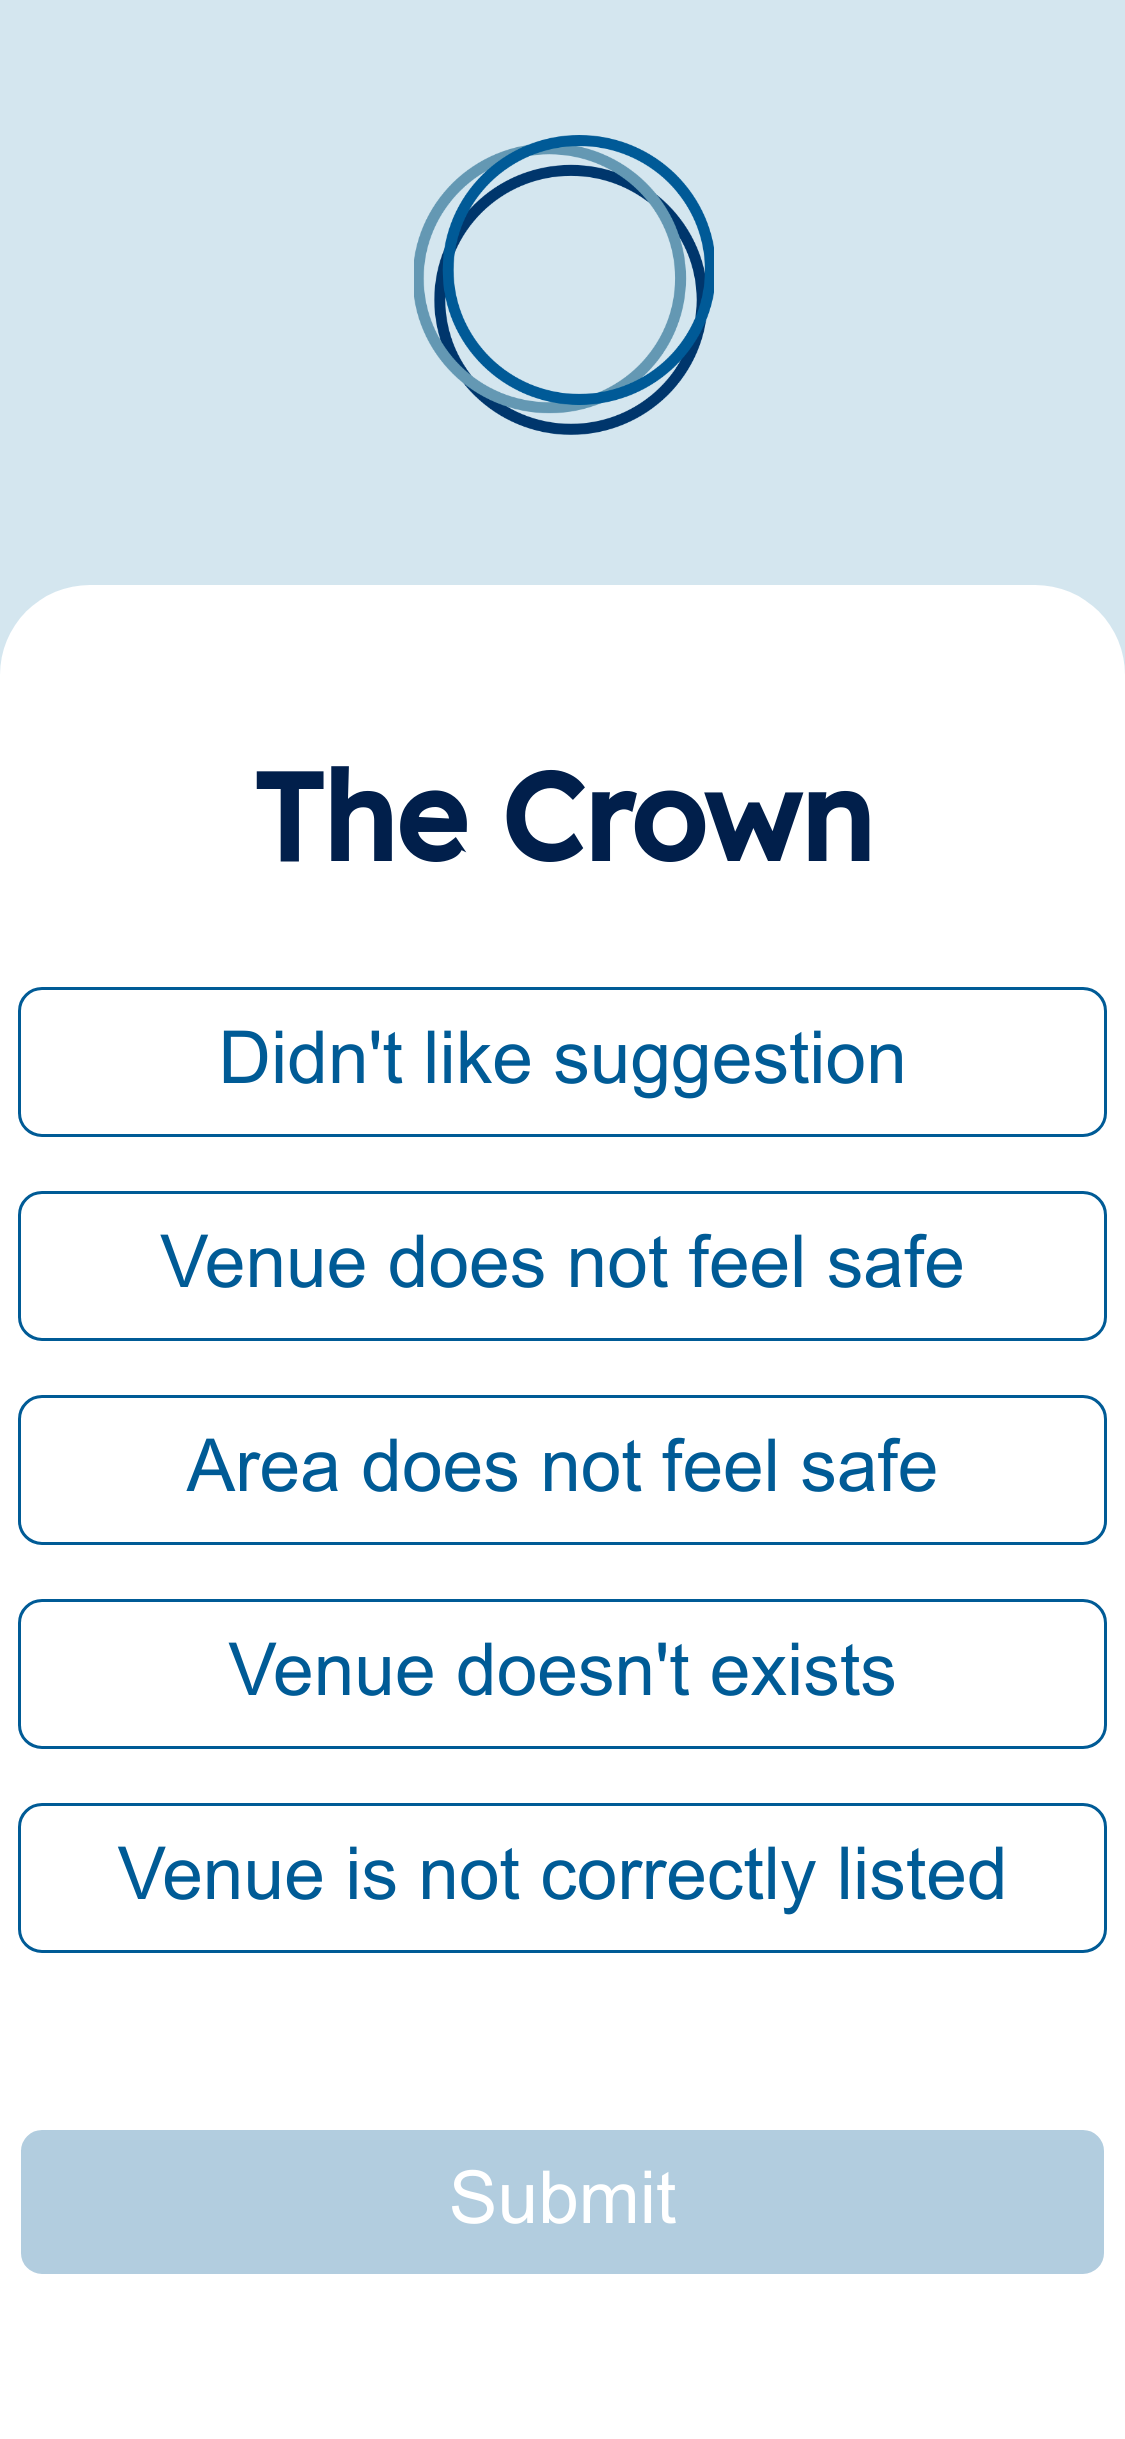 The Crown
Didn't like suggestion
Venue does not feel safe
Area does not feel safe
Venue doesn't exists
Venue is not correctly listed
Submit